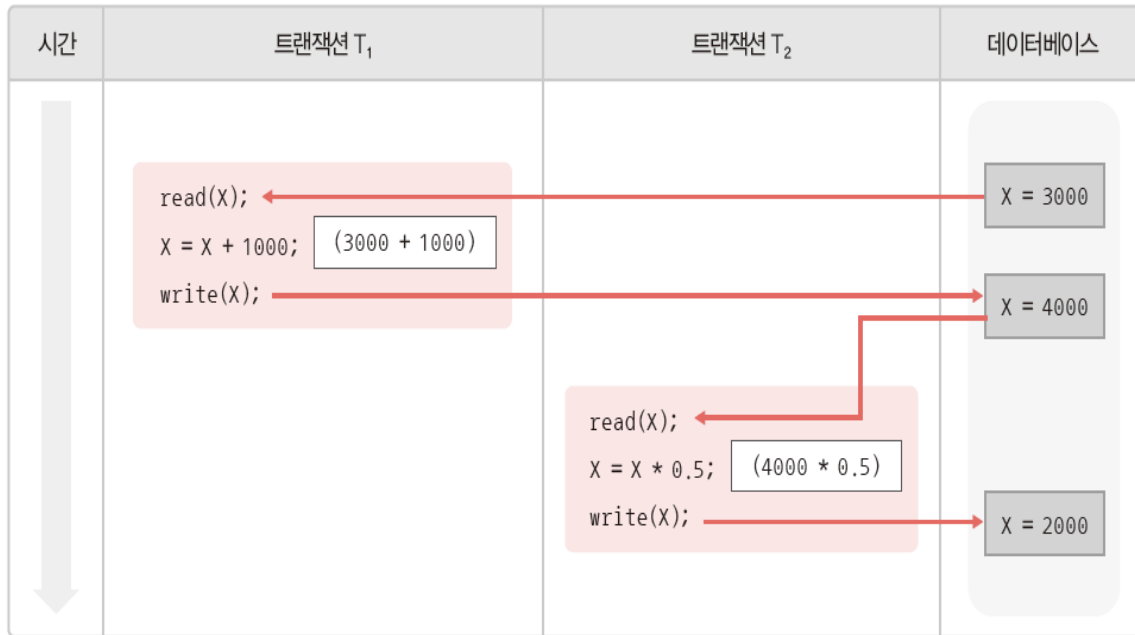 시간 트랜잭션 T₁ 트랜잭션 T₂ 데이터베이스
read(X); X = 3000
X = X + 1000; (3000 + 1000)
write(X); X = 4000
read(X);
X = X * 0.5; (4000 * 0.5)
write(X); X = 2000